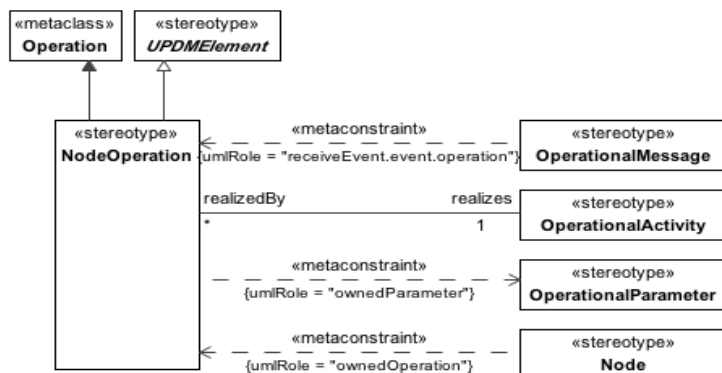 «metaclass»
Operation
«stereotype»
UPDMElement
«stereotype»
NodeOperation
«metaconstraint»
{umlRole = "receiveEvent.event.operation"}
«stereotype»
OperationalMessage
realizedBy
realizes
*
1
«stereotype»
OperationalActivity
«metaconstraint»
{umlRole = "ownedParameter"}
«stereotype»
OperationalParameter
«metaconstraint»
{umlRole = "ownedOperation"}
«stereotype»
Node